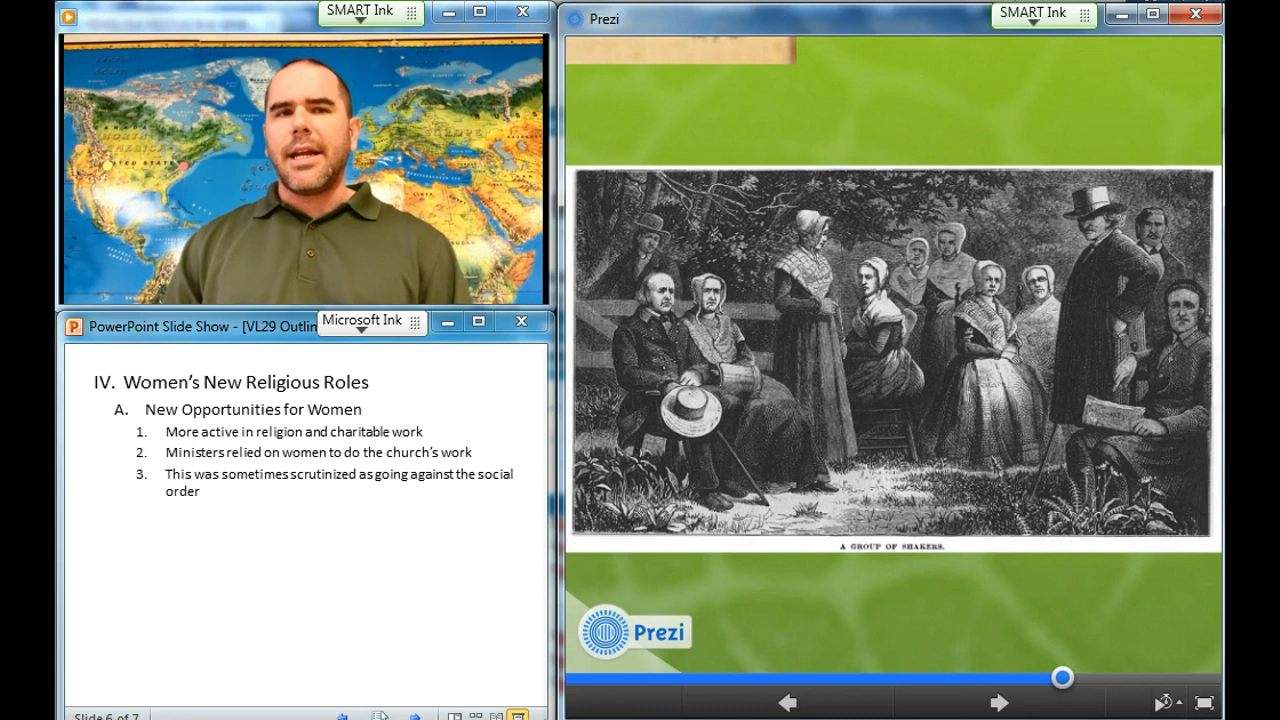 SMART Ink
Prezi
SMART Ink
NORTH
AMERICA
EUROPE
PowerPoint Slide Show - [VL29 Outlin
Microsoft Ink
IV. Women's New Religious Roles
A. New Opportunities for Women
1. More active in religion and charitable work
2. Ministers relied on women to do the church's work
3. This was sometimes scrutinized as going against the social
order
A GROUP OF SHAKERS.
Prezi
Slide 6 of 7